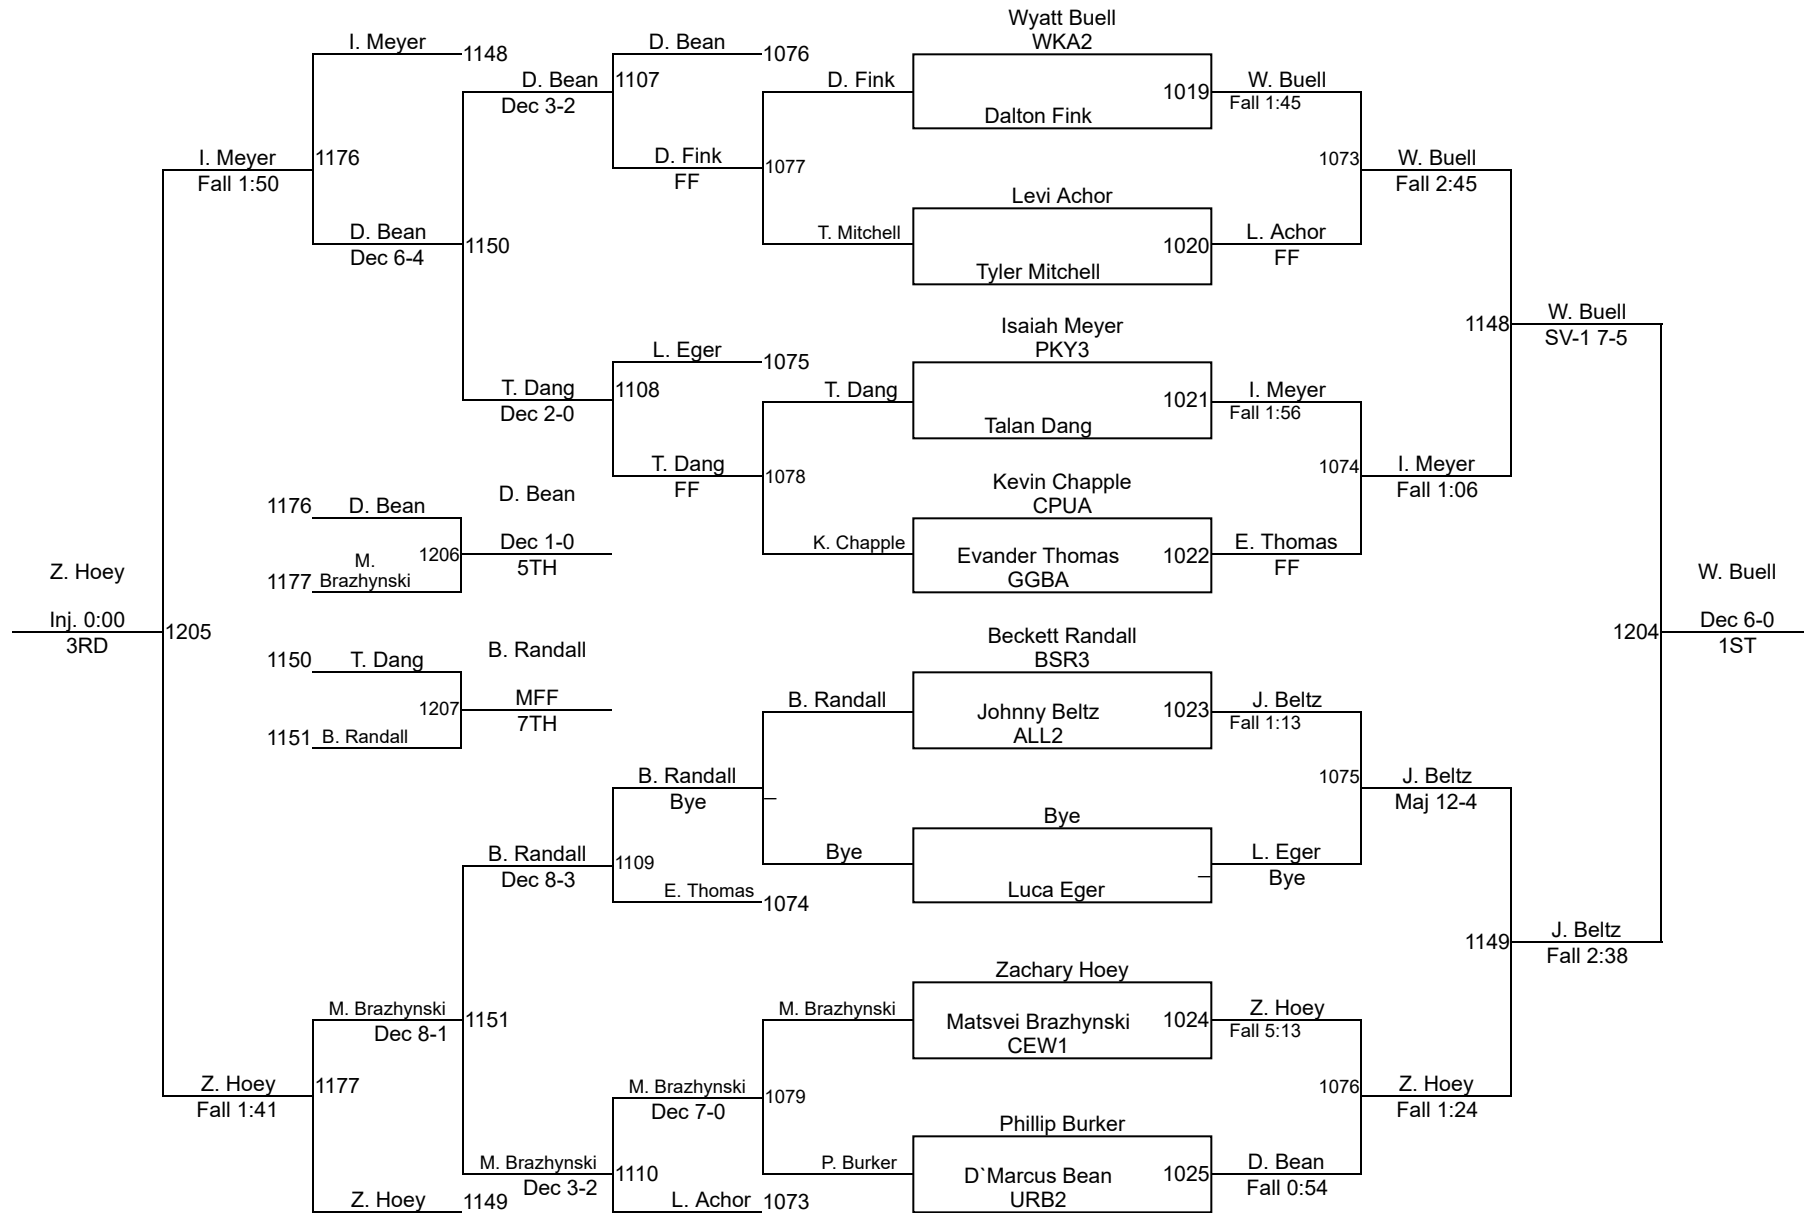 Wyatt Buell
WKA2
I. Meyer
1148
D. Bean
1076
D. Bean
Dec 3-2
1107
D. Fink
1019
W. Buell
Fall 1:45
Dalton Fink
I. Meyer
Fall 1:50
1176
D. Fink
FF
1077
1073
W. Buell
Fall 2:45
Levi Achor
D. Bean
Dec 6-4
1150
T. Mitchell
1020
L. Achor
FF
Tyler Mitchell
Isaiah Meyer
PKY3
1148
W. Buell
SV-1 7-5
L. Eger
1075
T. Dang
Dec 2-0
1108
T. Dang
1021
I. Meyer
Fall 1:56
Talan Dang
T. Dang
FF
1078
1074
I. Meyer
Fall 1:06
Kevin Chapple
CPUA
1176
D. Bean
D. Bean
Dec 1-0
5TH
1206
M.
Brazhynski
1177
K. Chapple
Evander Thomas
GGBA
1022
E. Thomas
FF
Z. Hoey
Inj. 0:00
3RD
1205
W. Buell
1204
Dec 6-0
1ST
Beckett Randall
BSR3
1150
T. Dang
B. Randall
MFF
7TH
1207
1151
B. Randall
B. Randall
Johnny Beltz
ALL2
1023
J. Beltz
Fall 1:13
B. Randall
Bye
1075
J. Beltz
Maj 12-4
Bye
B. Randall
Dec 8-3
1109
Bye
L. Eger
Bye
Luca Eger
E. Thomas
1074
1149
J. Beltz
Fall 2:38
Zachary Hoey
M. Brazhynski
Dec 8-1
1151
M. Brazhynski
Matsvei Brazhynski
CEW1
1024
Z. Hoey
Fall 5:13
Z. Hoey
Fall 1:41
1177
M. Brazhynski
Dec 7-0
1079
1076
Z. Hoey
Fall 1:24
Phillip Burker
M. Brazhynski
Dec 3-2
1110
P. Burker
D`Marcus Bean
URB2
1025
D. Bean
Fall 0:54
Z. Hoey
1149
L. Achor
1073